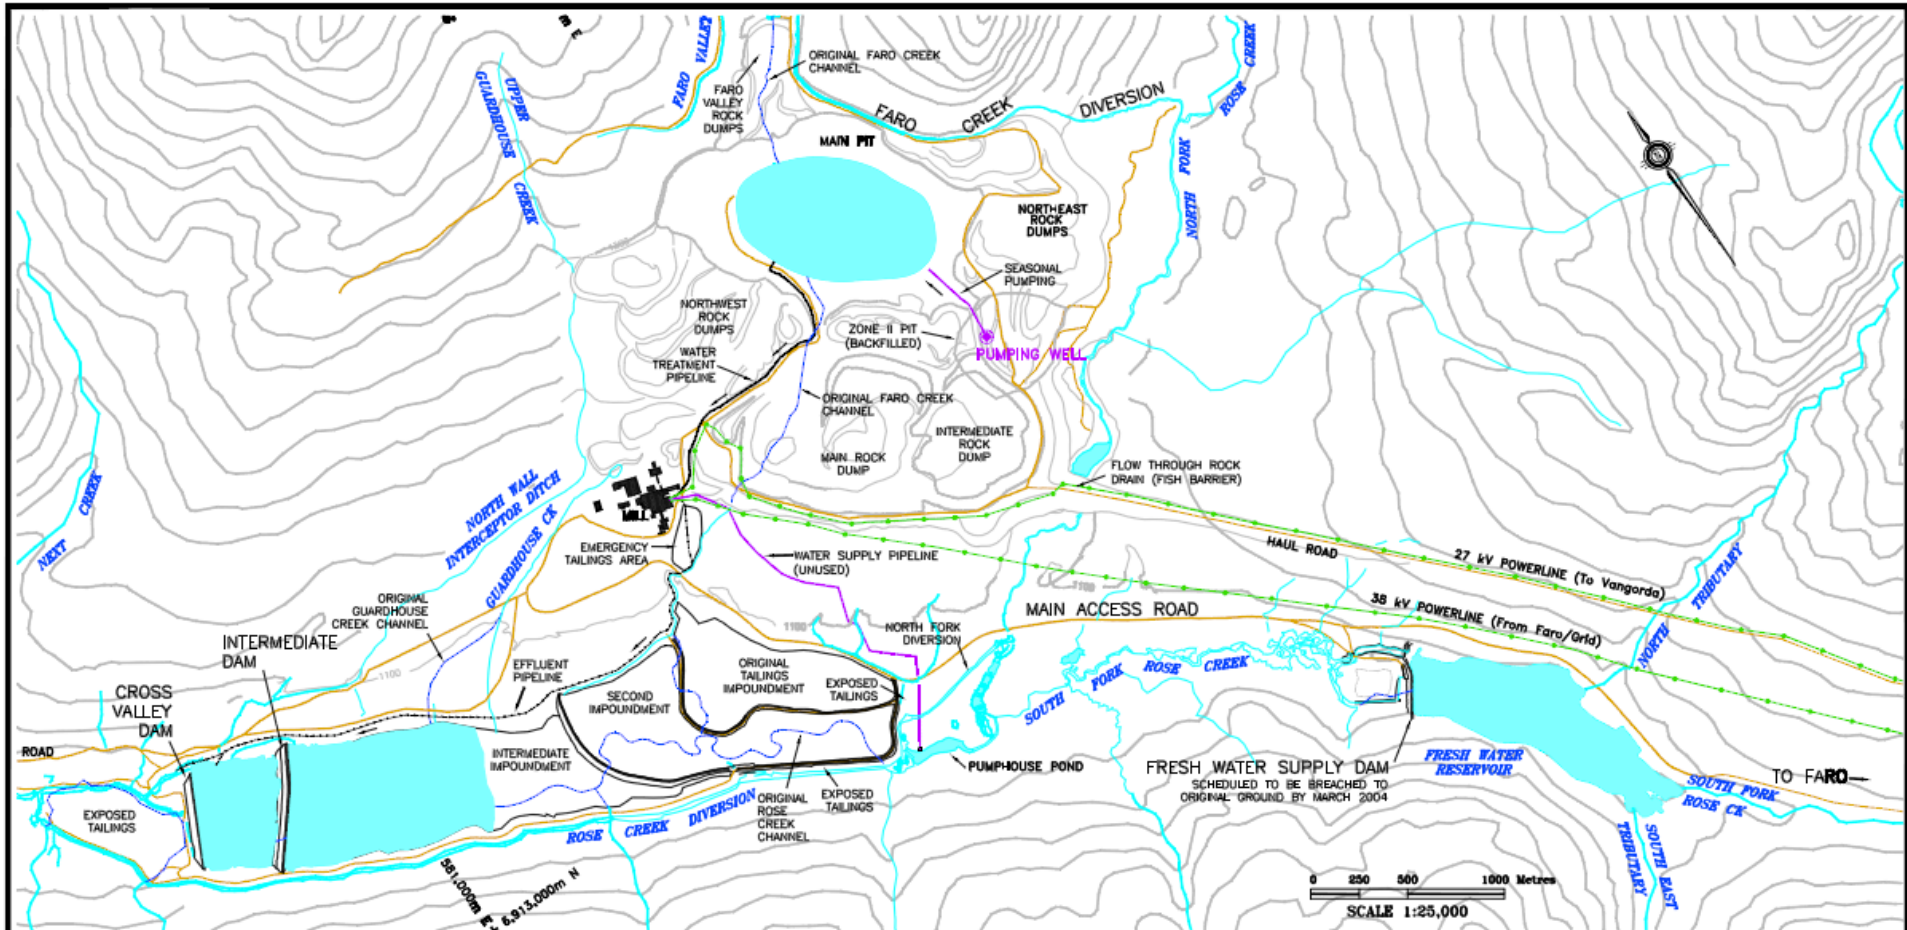 m E
UPPER
GUARDHOUSE
CREEK
FARO VALLEY
FARO
VALLEY
ROCK
DUMPS
ORIGINAL FARO CREEK
CHANNEL
FARO CREEK DIVERSION
ROSE CREEK
NORTH FORK
MAIN PIT
NORTHEAST
ROCK
DUMPS
SEASONAL
PUMPING
NORTHWEST
ROCK
DUMPS
ZONE II PIT
(BACKFILLED)
PUMPING WELL
WATER
TREATMENT
PIPELINE
ORIGINAL FARO CREEK
CHANNEL
MAIN ROCK
DUMP
INTERMEDIATE
ROCK
DUMP
FLOW THROUGH ROCK
DRAIN (FISH BARRIER)
NEXT CREEK
NORTH WALL
INTERCEPTOR DITCH
GUARDHOUSE CK
MILL
EMERGENCY
TAILINGS AREA
WATER SUPPLY PIPELINE
(UNUSED)
HAUL ROAD
27 kV POWERLINE (To Vangorda)
38 kV POWERLINE (From Faro/Grid)
1100
MAIN ACCESS ROAD
NORTH TRIBUTARY
ORIGINAL
GUARDHOUSE
CREEK CHANNEL
1100
NORTH FORK
DIVERSION
INTERMEDIATE
DAM
1100
EFFLUENT
PIPELINE
ORIGINAL
TAILINGS
IMPOUNDMENT
EXPOSED
TAILINGS
SECOND
IMPOUNDMENT
SOUTH FORK ROSE CREEK
CROSS
VALLEY
DAM
ROAD
INTERMEDIATE
IMPOUNDMENT
PUMPHOUSE POND
FRESH WATER SUPPLY DAM
SCHEDULED TO BE BREACHED TO
ORIGINAL GROUND BY MARCH 2004
FRESH WATER
RESERVOIR
TO FARO
SOUTH FORK
ROSE CK
EXPOSED
TAILINGS
ROSE CREEK DIVERSION
ORIGINAL
ROSE
CREEK
CHANNEL
EXPOSED
TAILINGS
SOUTH EAST
TRIBUTARY
581,000m E
6,913,000m N
0 250 500 1000 Metres
SCALE 1:25,000